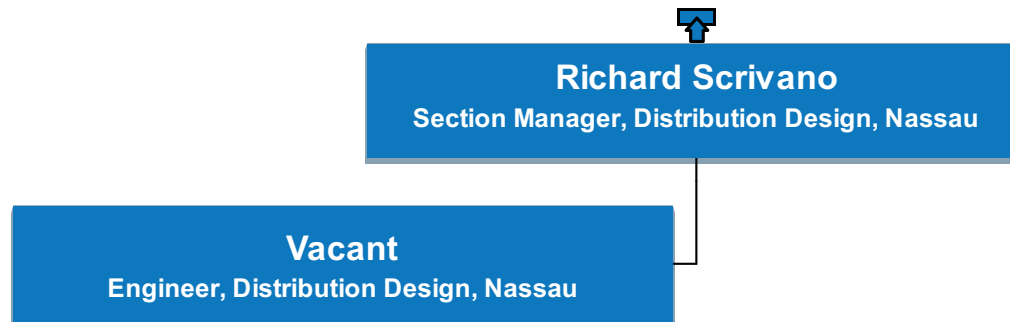 Richard Scrivano
Section Manager, Distribution Design, Nassau
Vacant
Engineer, Distribution Design, Nassau